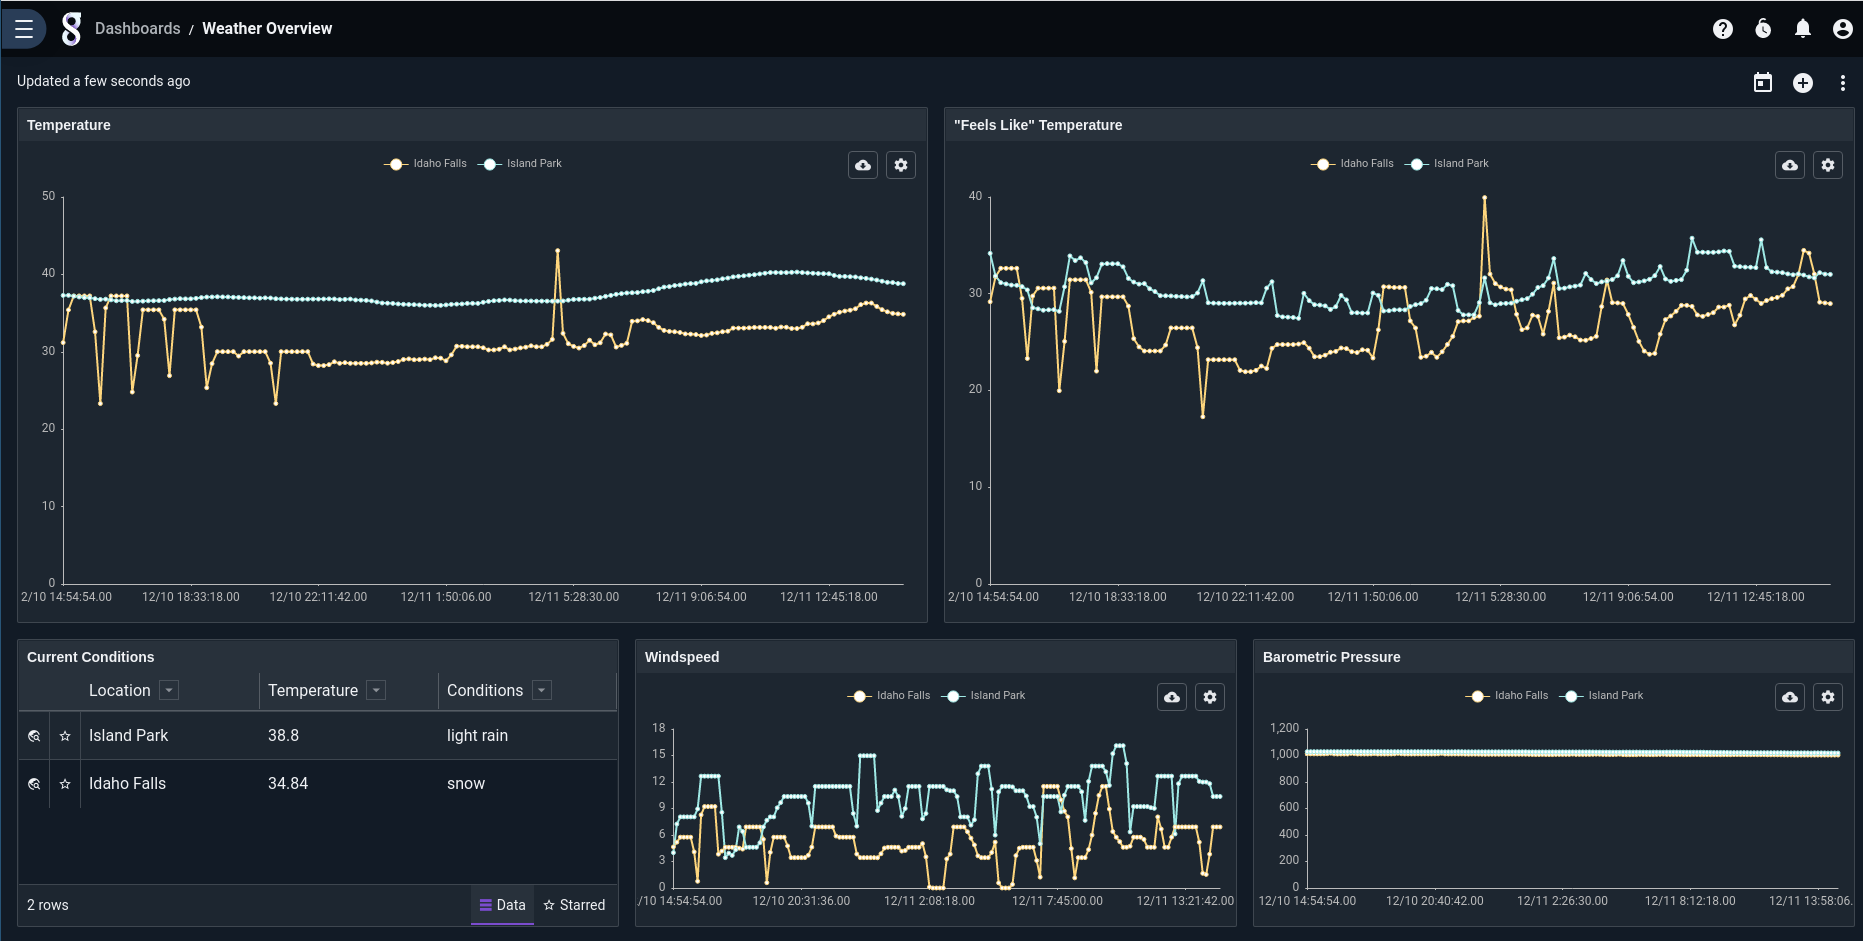 Dashboards / Weather Overview
Updated a few seconds ago
Temperature
Idaho Falls Island Park
50
40
30
20
10
0
2/10 14:54:54.00 12/10 18:33:18.00 12/10 22:11:42.00 12/11 1:50:06.00 12/11 5:28:30.00 12/11 9:06:54.00 12/11 12:45:18.00
"Feels Like" Temperature
Idaho Falls Island Park
40
30
20
10
0
2/10 14:54:54.00 12/10 18:33:18.00 12/10 22:11:42.00 12/11 1:50:06.00 12/11 5:28:30.00 12/11 9:06:54.00 12/11 12:45:18.00
Current Conditions
Location Temperature Conditions
Island Park 38.8 light rain
Idaho Falls 34.84 snow
2 rows Data Starred
Windspeed
Idaho Falls Island Park
18
15
12
9
6
3
0
/10 14:54:54.00 12/10 20:31:36.00 12/11 2:08:18.00 12/11 7:45:00.00 12/11 13:21:42.00
Barometric Pressure
Idaho Falls Island Park
1,200
1,000
800
600
400
200
0
12/10 14:54:54.00 12/10 20:40:42.00 12/11 2:26:30.00 12/11 8:12:18.00 12/11 13:58:06.